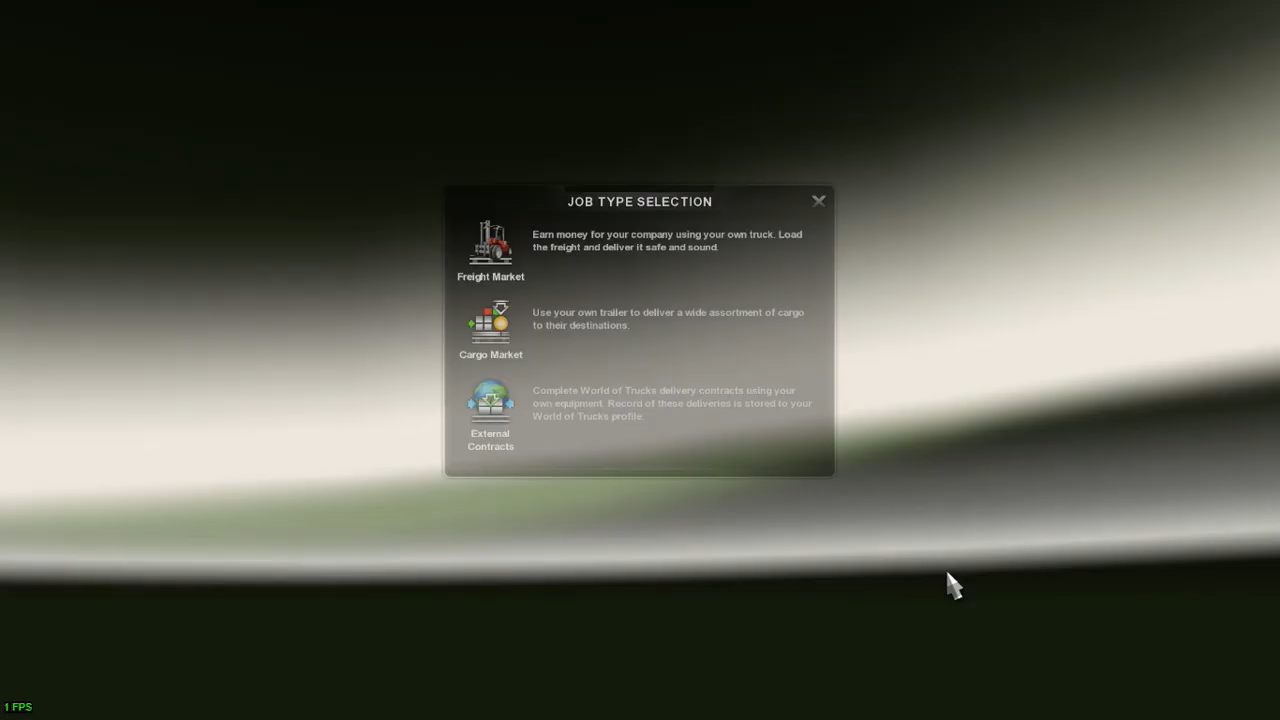 JOB TYPE SELECTION
Earn money for your company using your own truck. Load
the freight and deliver it safe and sound.
Freight Market
Use your own trailer to deliver a wide assortment of cargo
to their destinations.
Cargo Market
Complete World of Trucks delivery contracts using your
own equipment. Record of these deliveries is stored to your
World of Trucks profile.
External
Contracts
1 FPS